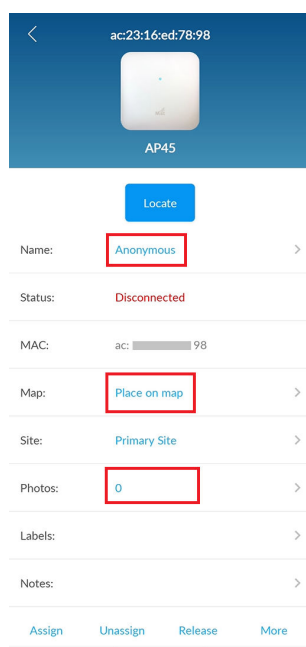 ac:23:16:ed:78:98
AP45
Locate
Name: Anonymous
Status: Disconnected
MAC: ac: 98
Map: Place on map
Site: Primary Site
Photos: 0
Labels:
Notes:
Assign Unassign Release More